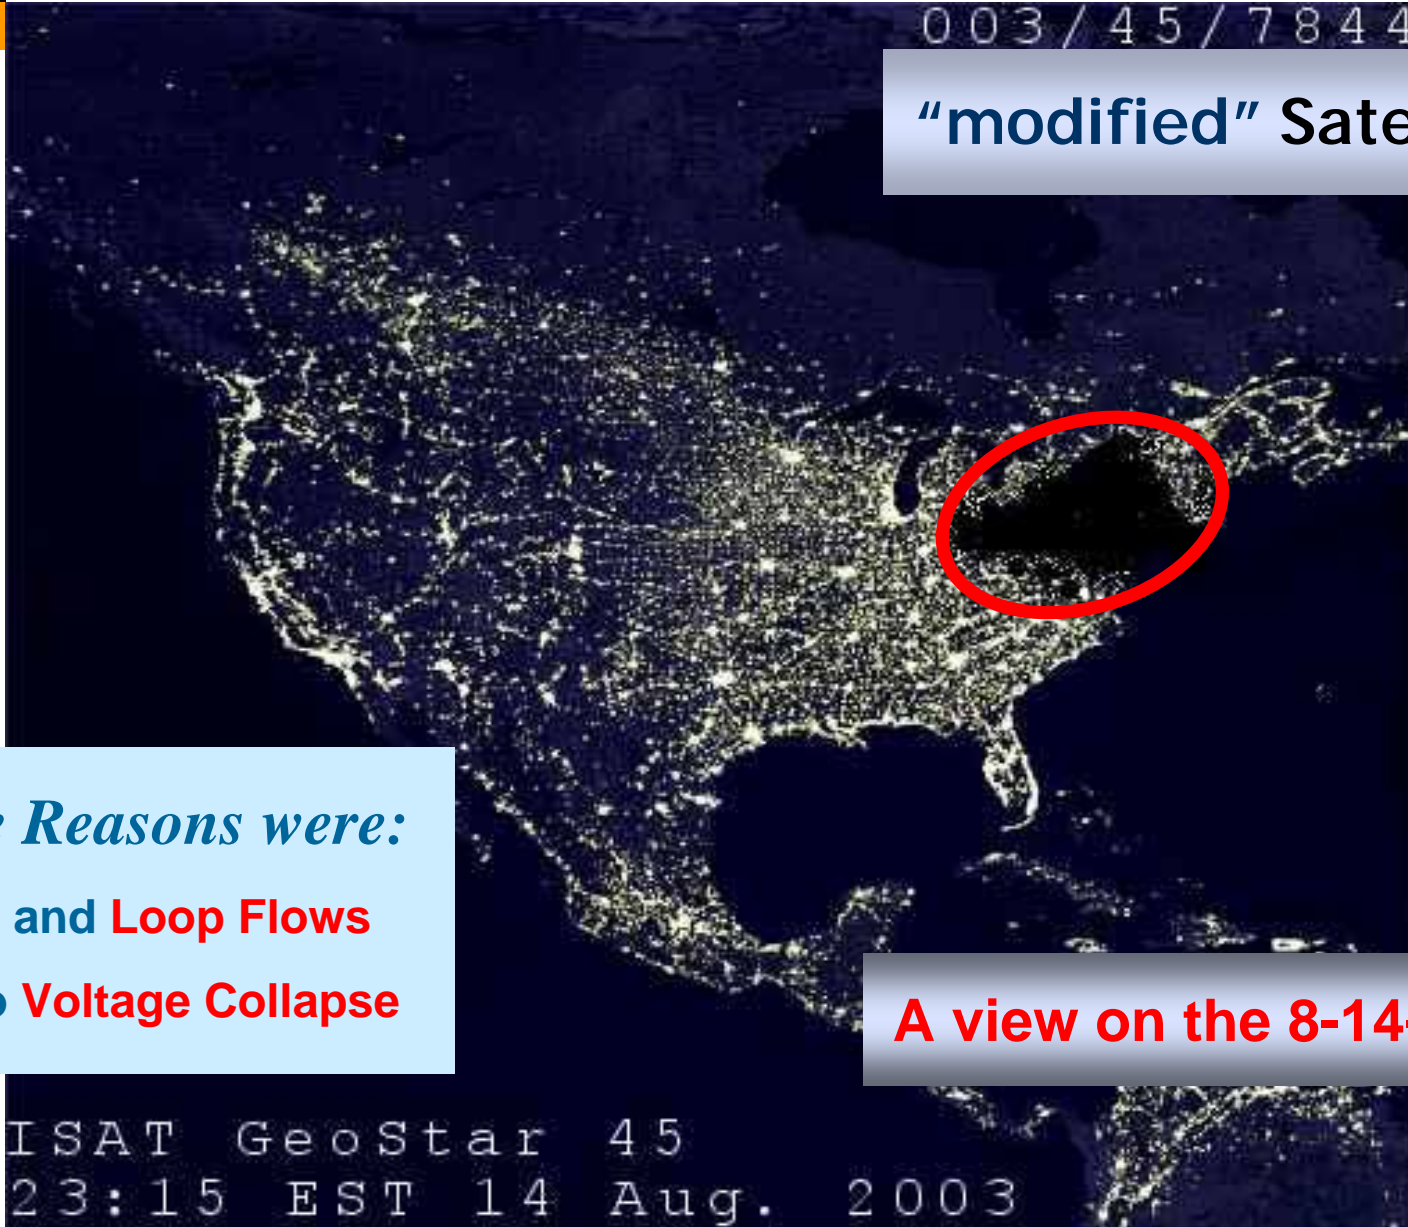 003/45/7844
“modified”
Reasons were:
and Loop Flows
Voltage Collapse
A view on the 8-14-
ISAT GeoStar 45
23:15 EST 14 Aug. 2003